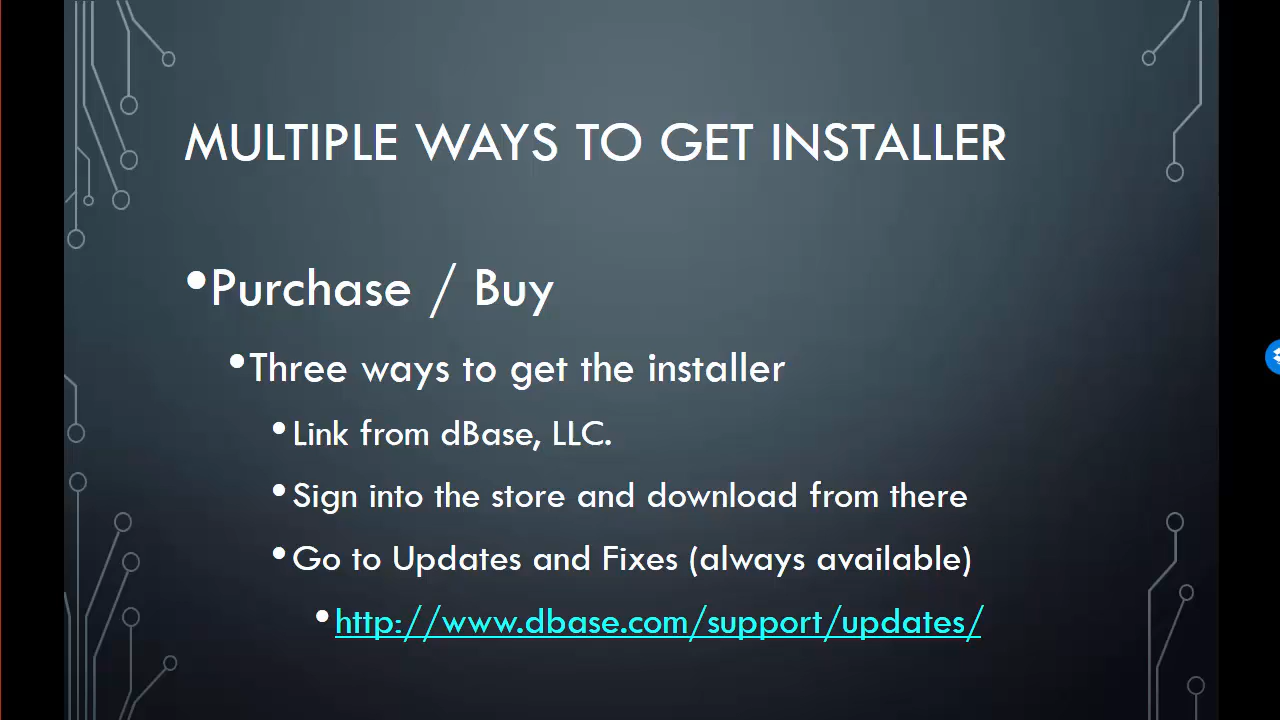 MULTIPLE WAYS TO GET INSTALLER
•Purchase / Buy
•Three ways to get the installer
•Link from dBase, LLC.
•Sign into the store and download from there
•Go to Updates and Fixes (always available)
•http://www.dbase.com/support/updates/